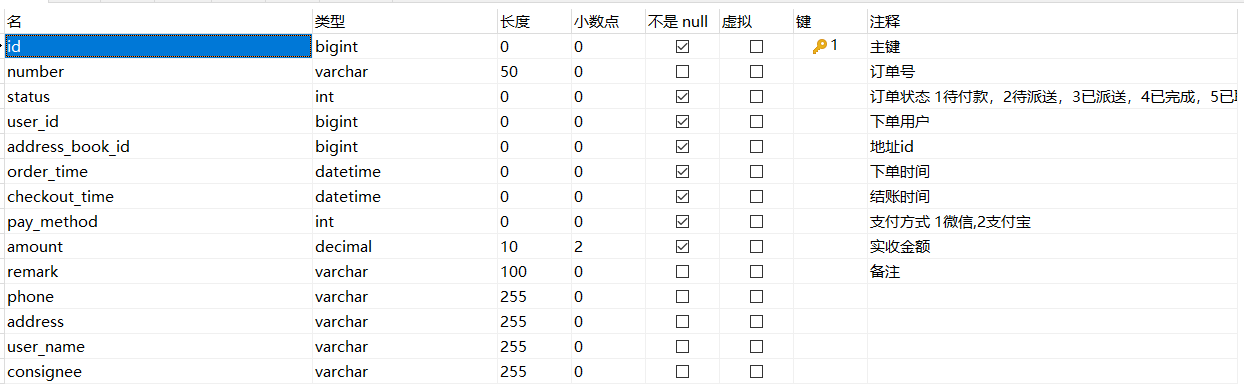 名 类型 长度 小数点 不是 null 虚拟 键 注释
id bigint 0 0 1 主键
number varchar 50 0 订单号
status int 0 0 订单状态 1待付款，2待派送，3已派送，4已完成，5已
user_id bigint 0 0 下单用户
address_book_id bigint 0 0 地址id
order_time datetime 0 0 下单时间
checkout_time datetime 0 0 结账时间
pay_method int 0 0 支付方式 1微信,2支付宝
amount decimal 10 2 实收金额
remark varchar 100 0 备注
phone varchar 255 0
address varchar 255 0
user_name varchar 255 0
consignee varchar 255 0